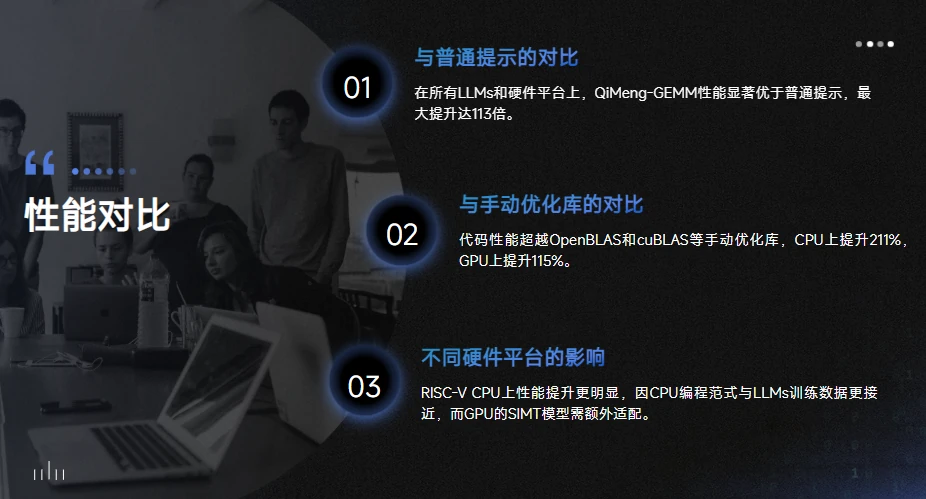 性能对比
01
与普通提示的对比
在所有LLMs和硬件平台上，QiMeng-GEMM性能显著优于普通提示，最
大提升达113倍。
02
与手动优化库的对比
代码性能超越OpenBLAS和cuBLAS等手动优化库，CPU上提升211%，
GPU上提升115%。
03
不同硬件平台的影响
RISC-V CPU上性能提升更明显，因CPU编程范式与LLMs训练数据更接
近，而GPU的SIMT模型需额外适配。